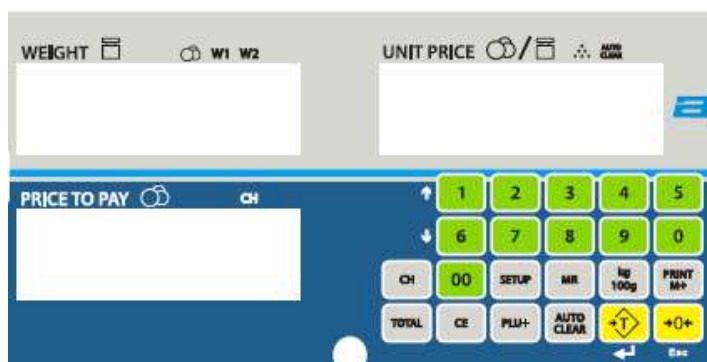 WEIGHT W1 W2
UNIT PRICE / AUTO CLEAR
PRICE TO PAY CH
1 2 3 4 5
6 7 8 9 0
CH 00 SETUP MR kg 100g PRINT M+
TOTAL CE PLU+ AUTO CLEAR →T← →0←
Esc